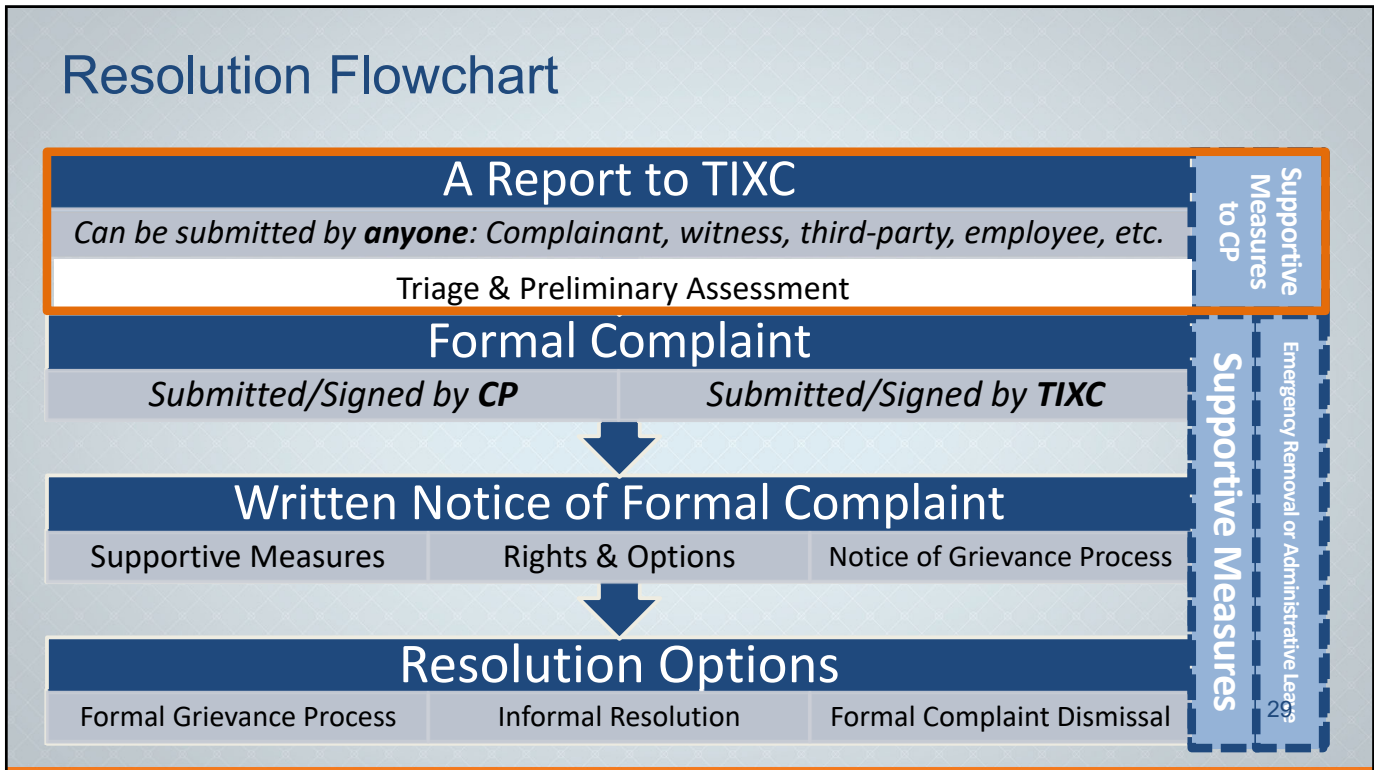 Resolution Flowchart
A Report to TIXC
Can be submitted by anyone: Complainant, witness, third-party, employee, etc.
Triage & Preliminary Assessment
Supportive
Measures
to CP
Formal Complaint
Submitted/Signed by CP
Submitted/Signed by TIXC
Written Notice of Formal Complaint
Supportive Measures
Rights & Options
Notice of Grievance Process
Resolution Options
Formal Grievance Process
Informal Resolution
Formal Complaint Dismissal
Supportive Measures
Emergency Removal or Administrative Leave
29